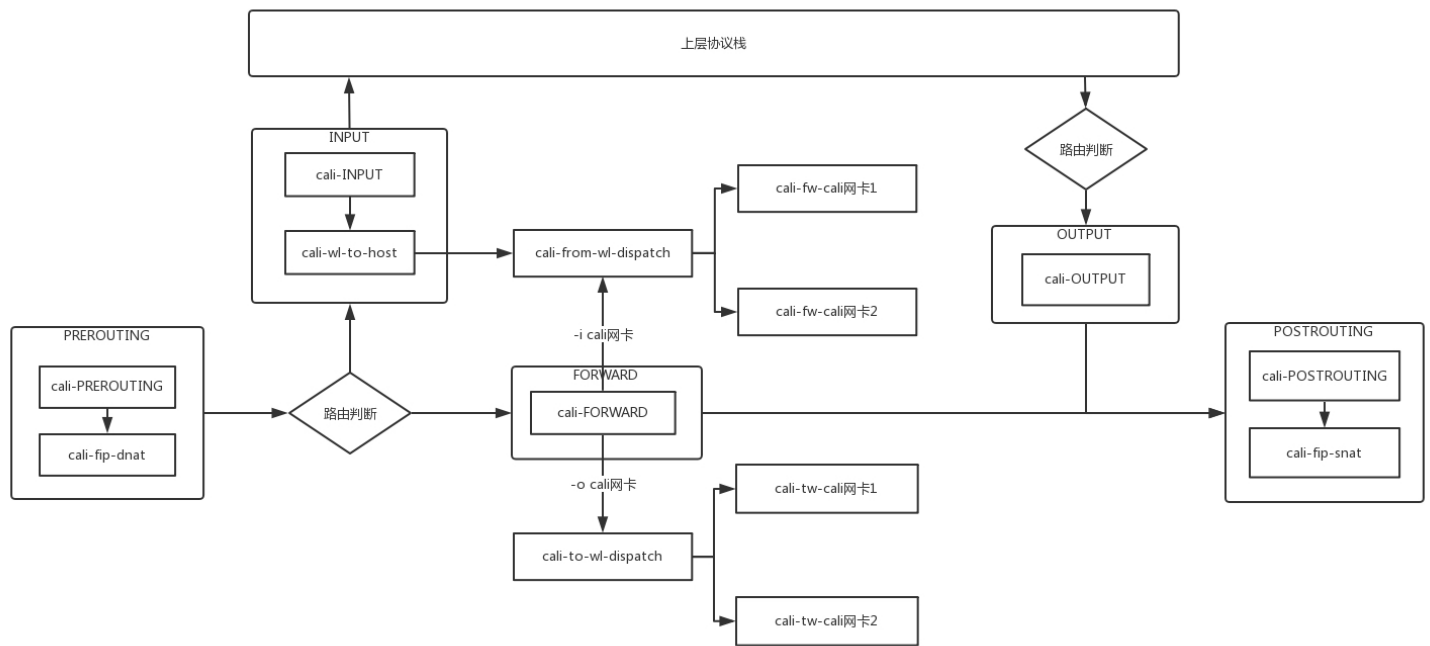 上层协议栈
INPUT
cali-INPUT
cali-wl-to-host
路由判断
cali-fw-cali网卡1
cali-from-wl-dispatch
cali-fw-cali网卡2
OUTPUT
cali-OUTPUT
PREROUTING
cali-PREROUTING
cali-fip-dnat
路由判断
-i cali网卡
FORWARD
cali-FORWARD
-o cali网卡
cali-to-wl-dispatch
cali-tw-cali网卡1
cali-tw-cali网卡2
POSTROUTING
cali-POSTROUTING
cali-fip-snat